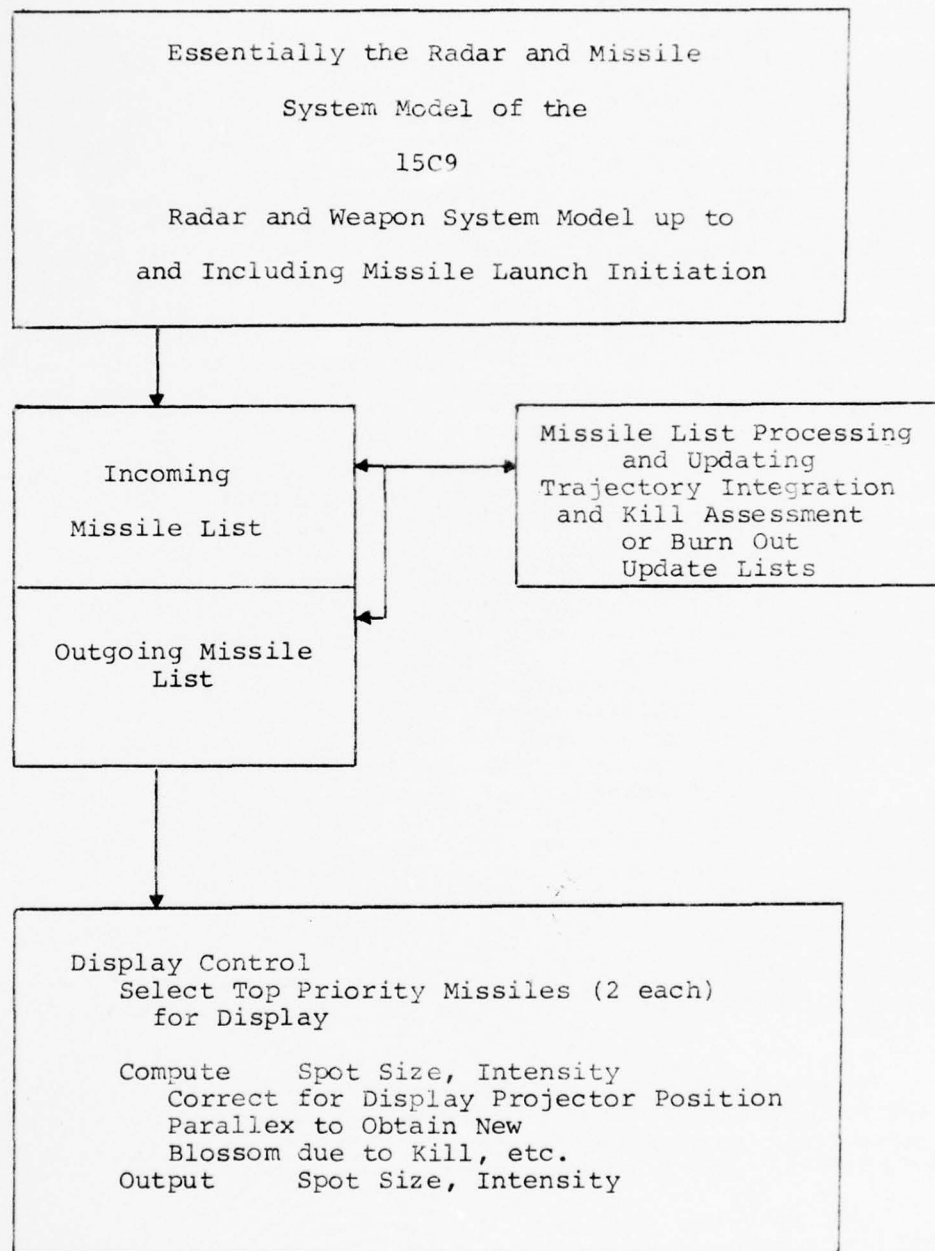 Essentially the Radar and Missile
System Model of the
15C9
Radar and Weapon System Model up to
and Including Missile Launch Initiation
Incoming
Missile List
Outgoing Missile
List
Missile List Processing
and Updating
Trajectory Integration
and Kill Assessment
or Burn Out
Update Lists
Display Control
Select Top Priority Missiles (2 each)
for Display
Compute Spot Size, Intensity
Correct for Display Projector Position
Parallex to Obtain New
Blossom due to Kill, etc.
Output Spot Size, Intensity